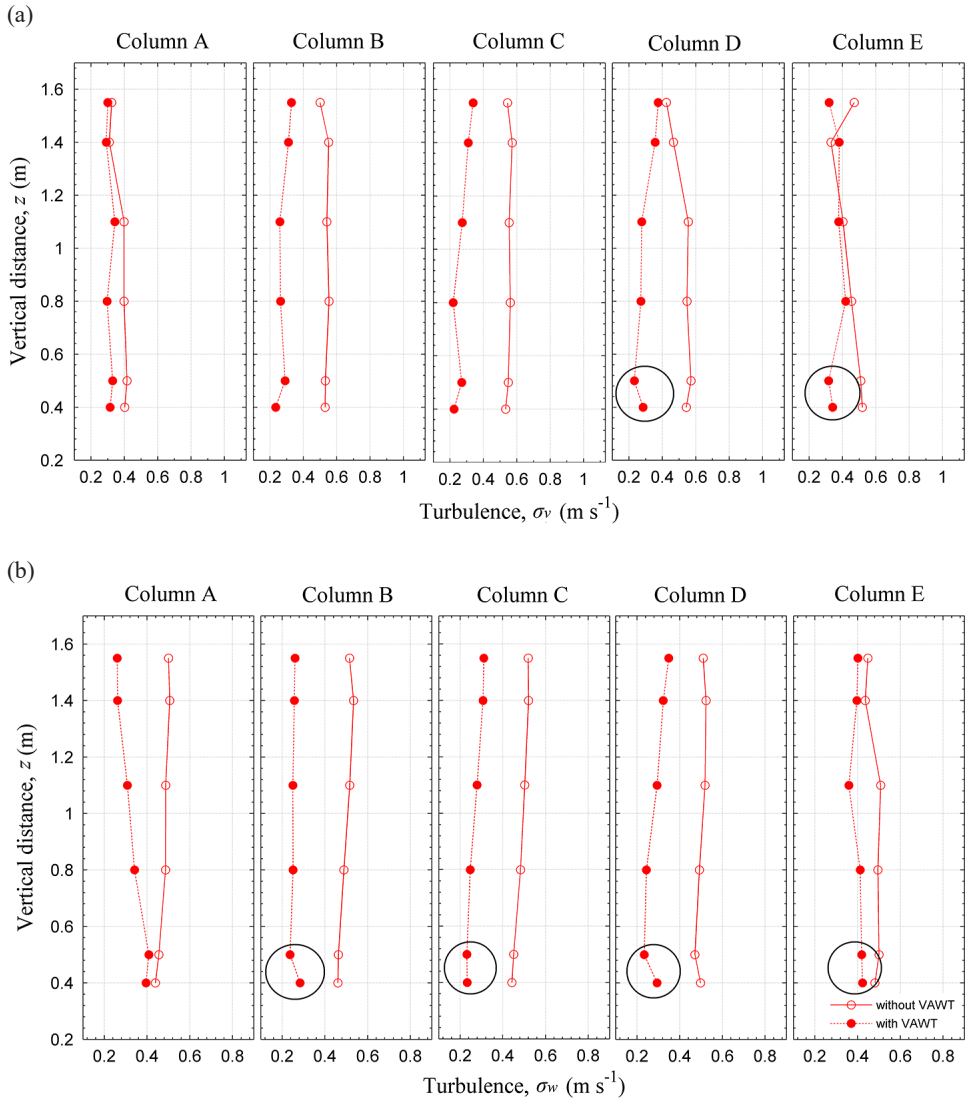 (a)
Column A Column B Column C Column D Column E
1.6
1.4
1.2
1
0.8
0.6
0.4
0.2
Vertical distance, z (m)
0.2 0.4 0.6 0.8 1 0.2 0.4 0.6 0.8 1 0.2 0.4 0.6 0.8 1 0.2 0.4 0.6 0.8 1 0.2 0.4 0.6 0.8 1
Turbulence, σv (m s-1)
(b)
Column A Column B Column C Column D Column E
1.6
1.4
1.2
1
0.8
0.6
0.4
0.2
Vertical distance, z (m)
without VAWT
with VAWT
0.2 0.4 0.6 0.8 0.2 0.4 0.6 0.8 0.2 0.4 0.6 0.8 0.2 0.4 0.6 0.8 0.2 0.4 0.6 0.8
Turbulence, σw (m s-1)